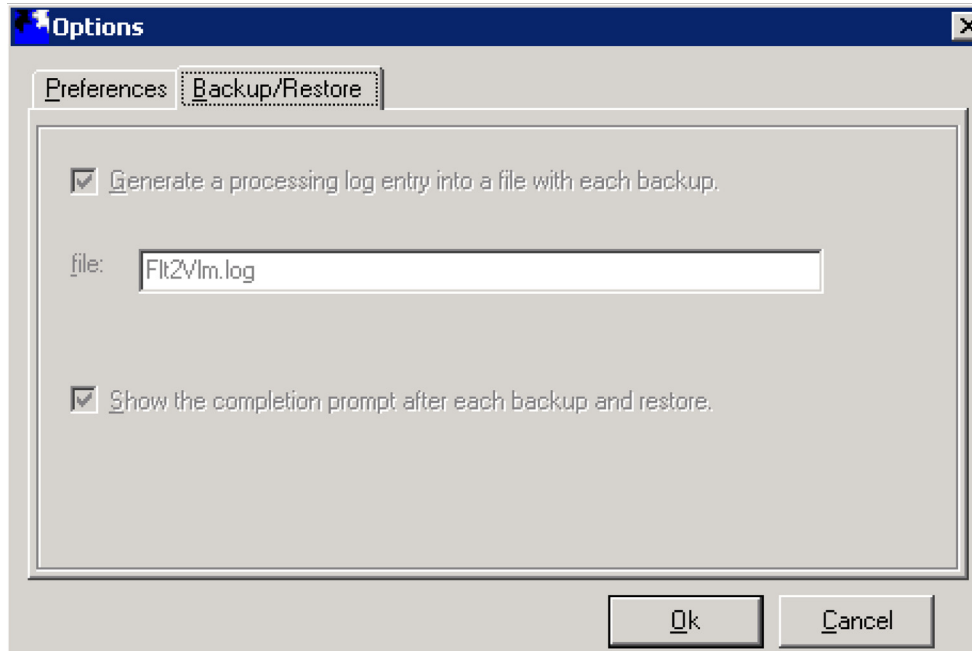 Options
Preferences
Backup/Restore
Generate a processing log entry into a file with each backup.
file:
Flt2Vlm.log
Show the completion prompt after each backup and restore.
Ok
Cancel